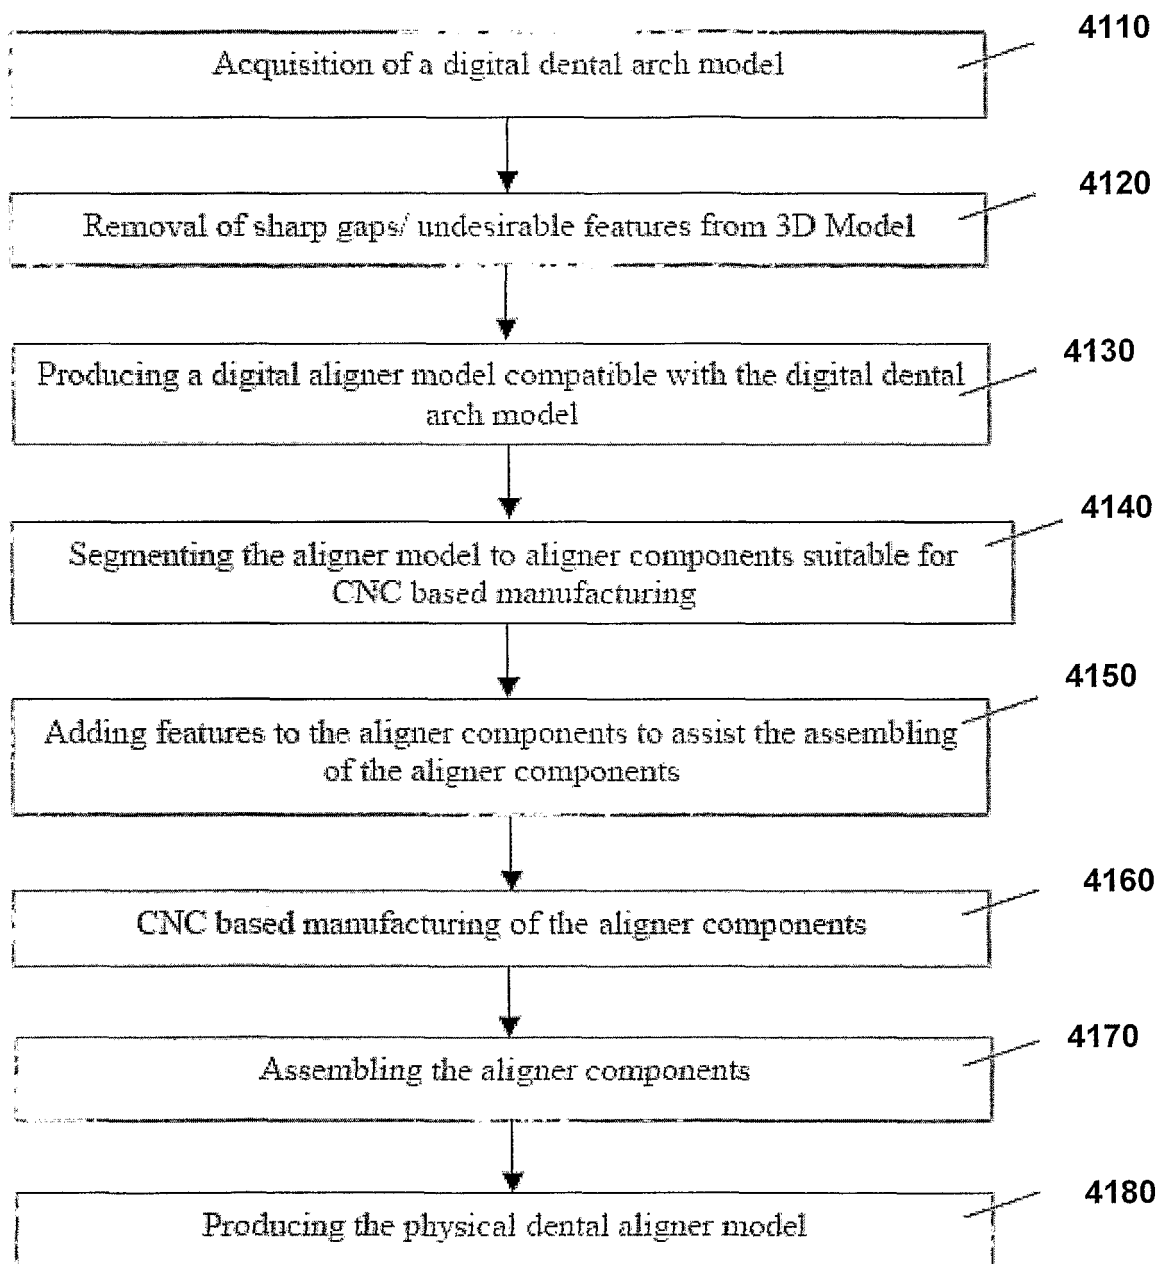 4110
Acquisition of a digital dental arch model
4120
Removal of sharp gaps/ undesirable features from 3D Model
4130
Producing a digital aligner model compatible with the digital dental
arch model
4140
Segmenting the aligner model to aligner components suitable for
CNC based manufacturing
4150
Adding features to the aligner components to assist the assembling
of the aligner components
4160
CNC based manufacturing of the aligner components
4170
Assembling the aligner components
4180
Producing the physical dental aligner model